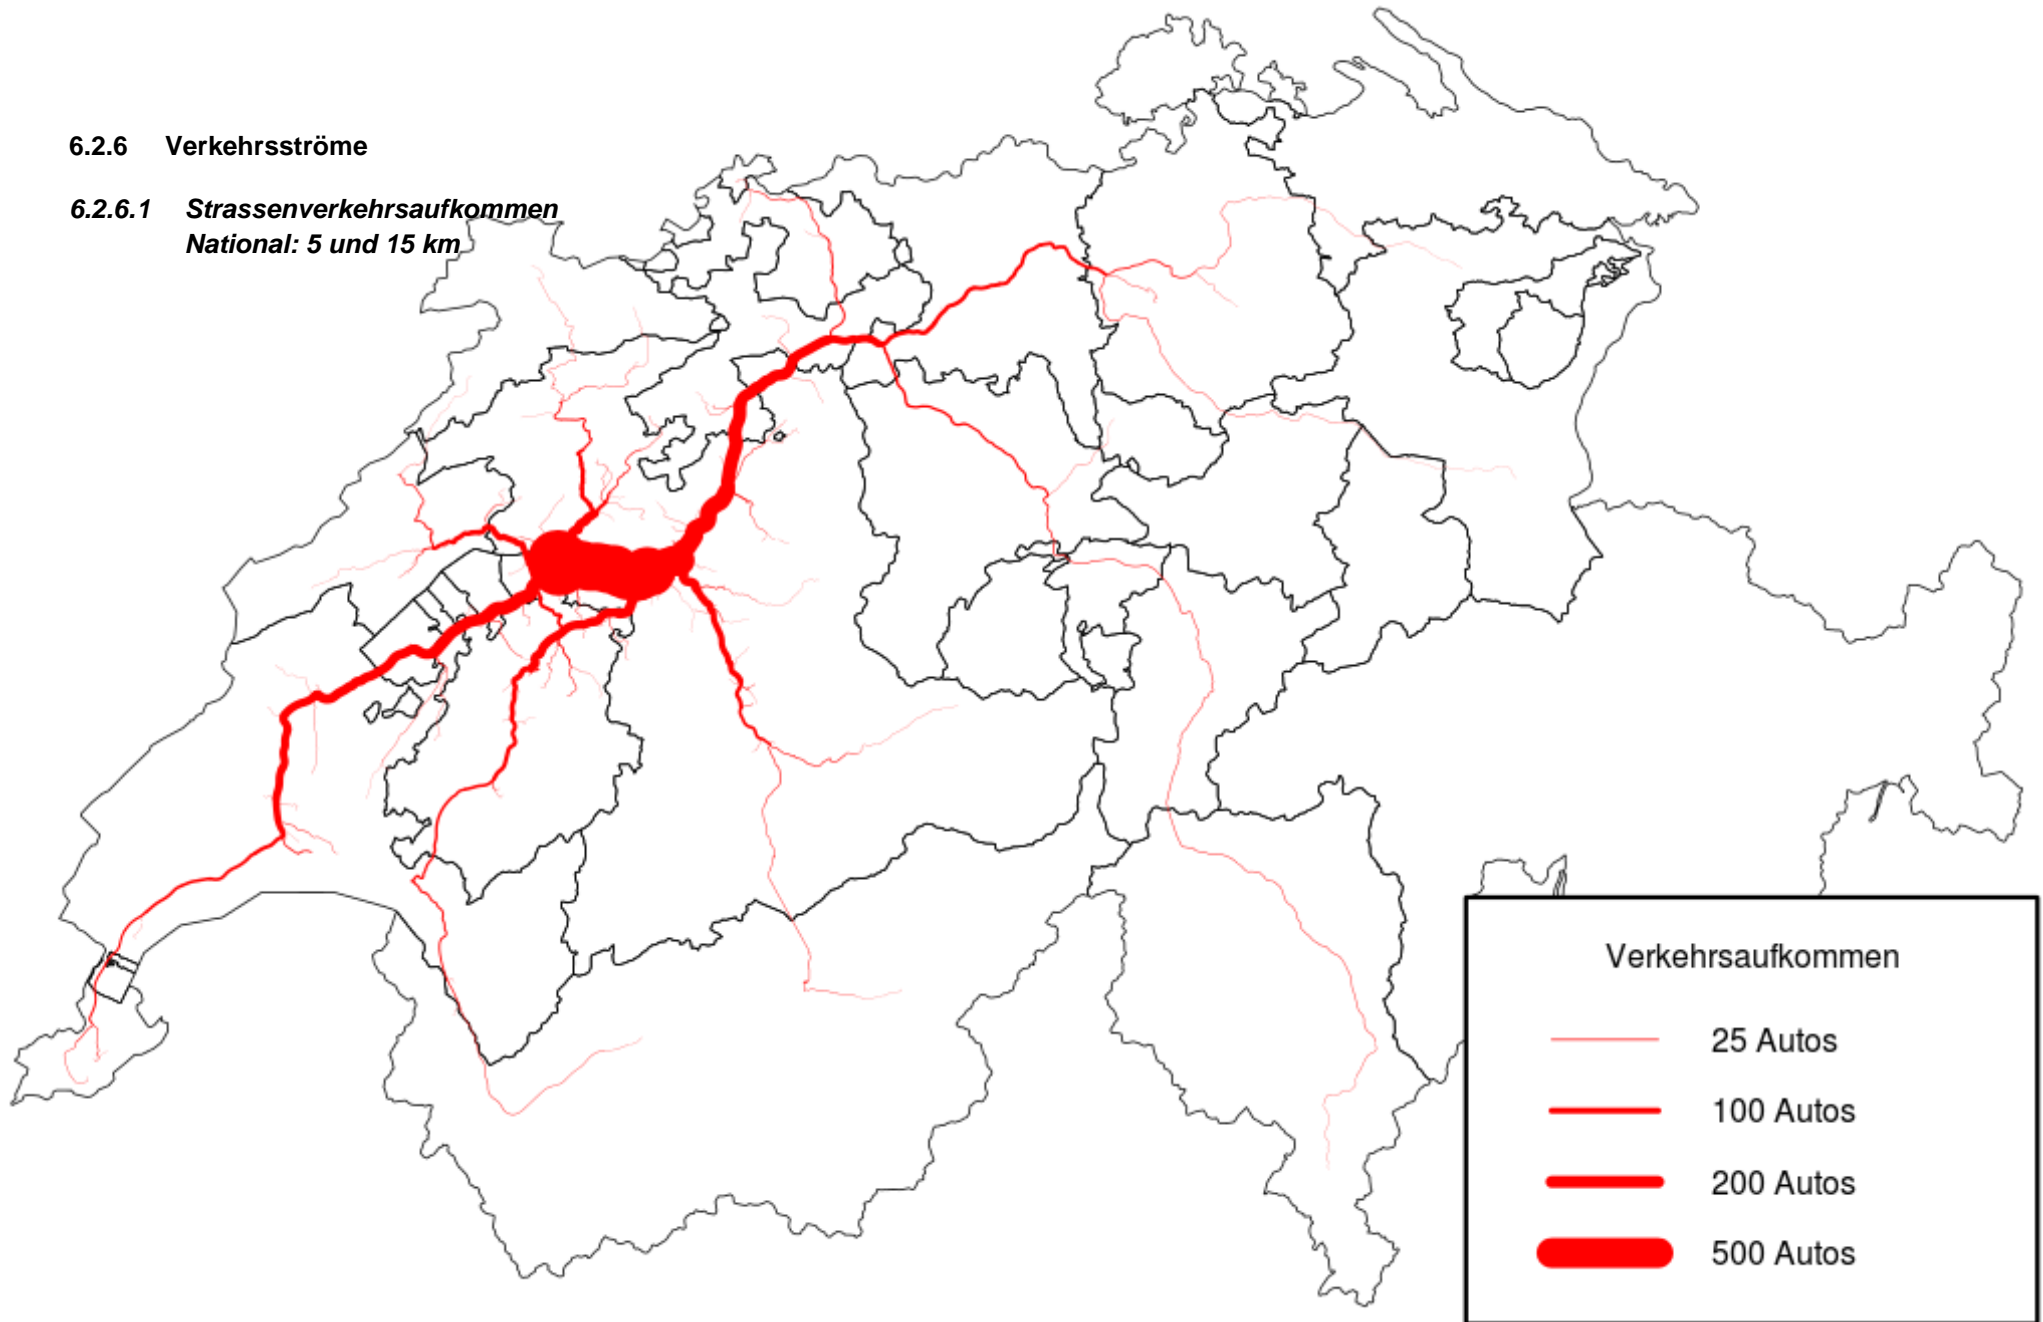 6.2.6 Verkehrsströme
6.2.6.1 Strassenverkehrsaufkommen
National: 5 und 15 km
Verkehrsaufkommen
25 Autos
100 Autos
200 Autos
500 Autos